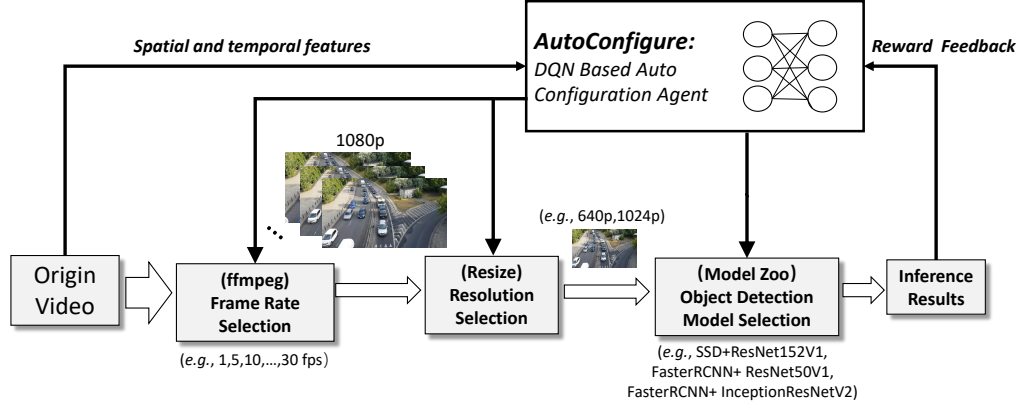 Spatial and temporal features
AutoConfigure:
DQN Based Auto
Configuration Agent
Reward Feedback
1080p
(e.g., 640p,1024p)
Origin
Video
(ffmpeg)
Frame Rate
Selection
(e.g., 1,5,10,...,30 fps)
(Resize)
Resolution
Selection
(Model Zoo)
Object Detection
Model Selection
(e.g., SSD+ResNet152V1,
FasterRCNN+ ResNet50V1,
FasterRCNN+ InceptionResNetV2)
Inference
Results